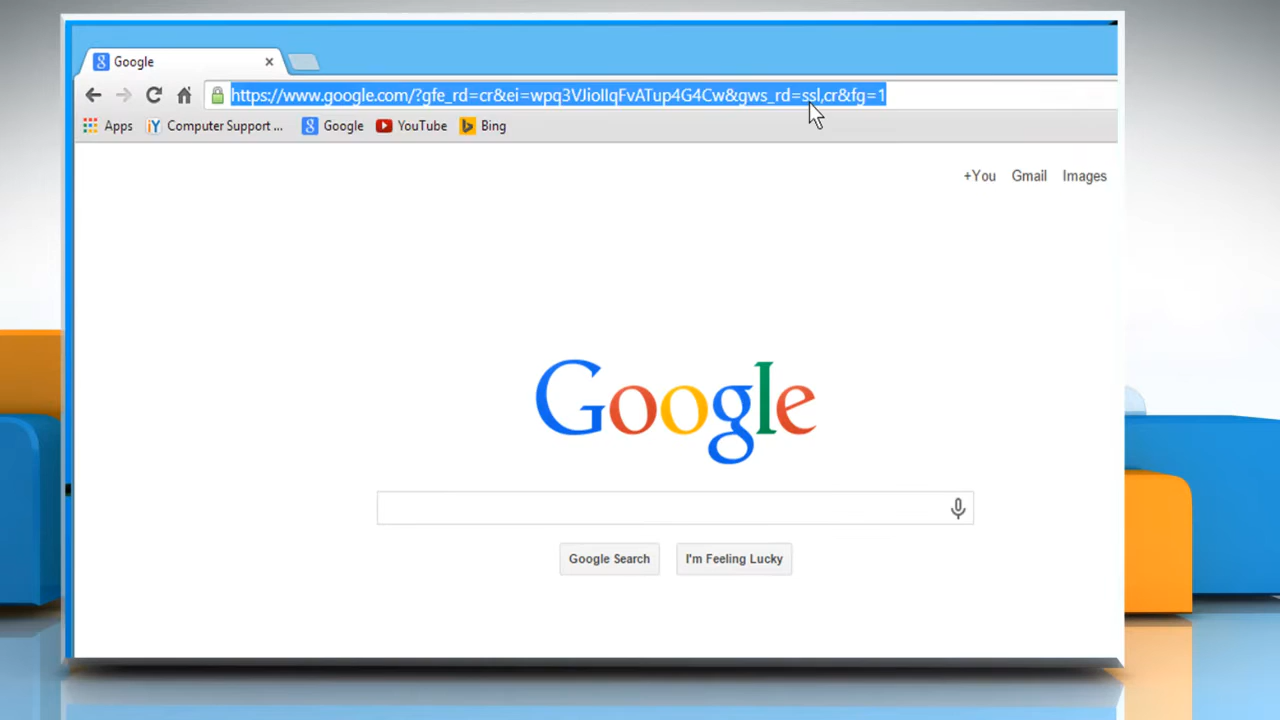 Google
https://www.google.com/?gfe_rd=cr&ei=wpq3VJioIIqFvATup4G4Cw&gws_rd=ssl,cr&fg=1
Apps Computer Support ... Google YouTube Bing
+You Gmail Images
Google
Google Search I'm Feeling Lucky